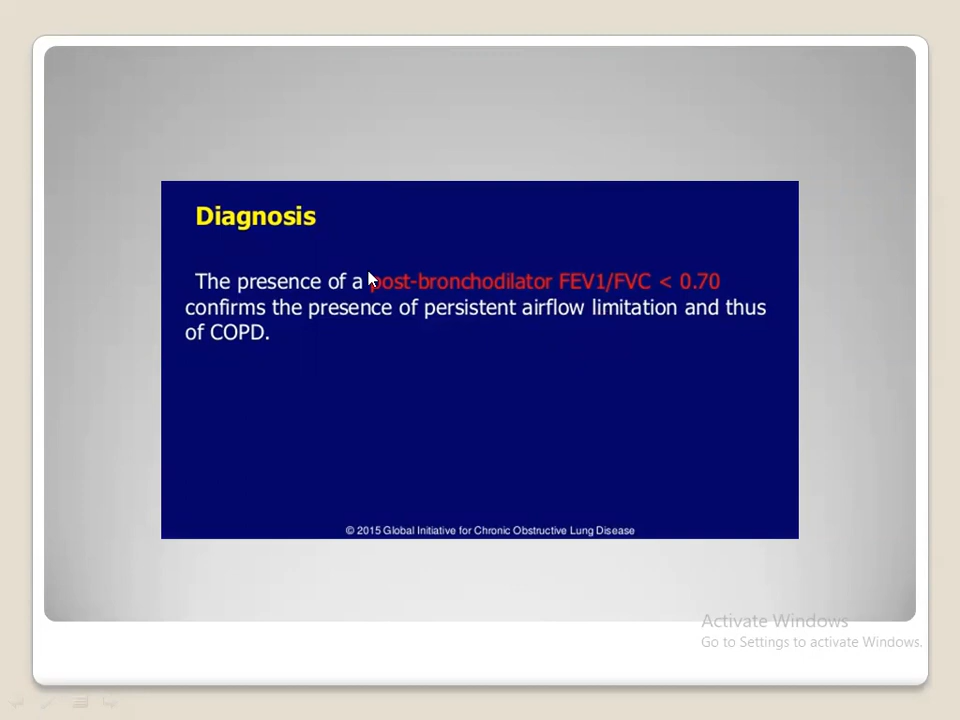 Diagnosis
The presence of a post-bronchodilator FEV1/FVC < 0.70
confirms the presence of persistent airflow limitation and thus
of COPD.
© 2015 Global Initiative for Chronic Obstructive Lung Disease
Activate Windows
Go to Settings to activate Windows.